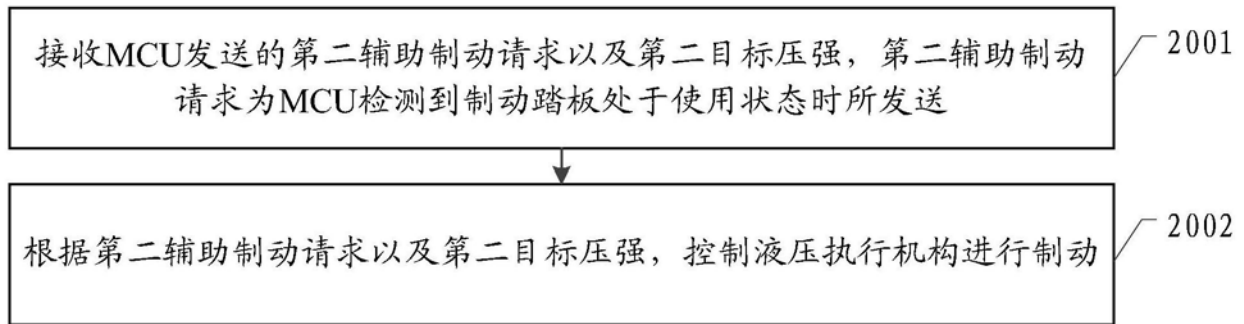 接收MCU发送的第二辅助制动请求以及第二目标压强，第二辅助制动
请求为MCU检测到制动踏板处于使用状态时所发送
2001
根据第二辅助制动请求以及第二目标压强，控制液压执行机构进行制动
2002